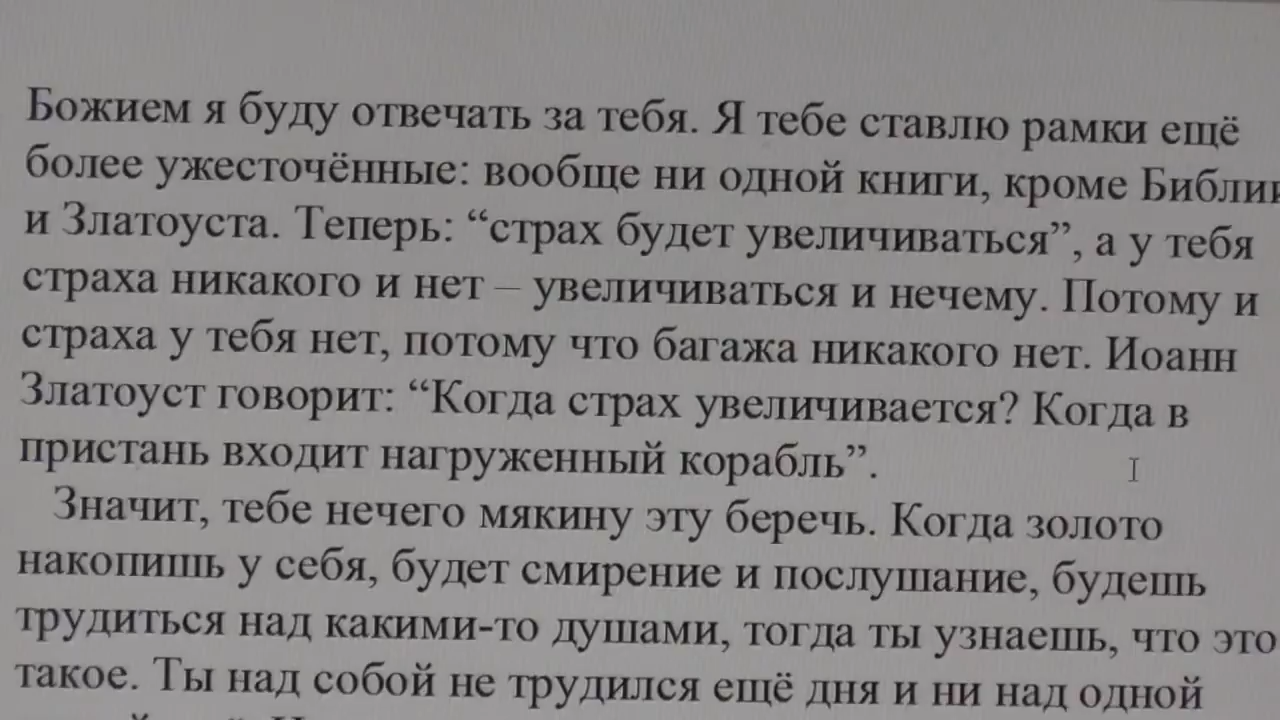 Божием я буду отвечать за тебя. Я тебе ставлю рамки ещё
более ужесточённые: вообще ни одной книги, кроме Библии
и Златоуста. Теперь: “страх будет увеличиваться”, а у тебя
страха никакого и нет – увеличиваться и нечему. Потому и
страха у тебя нет, потому что багажа никакого нет. Иоанн
Златоуст говорит: “Когда страх увеличивается? Когда в
пристань входит нагруженный корабль”.
Значит, тебе нечего мякину эту беречь. Когда золото
накопишь у себя, будет смирение и послушание, будешь
трудиться над какими-то душами, тогда ты узнаешь, что это
такое. Ты над собой не трудился ещё дня и ни над одной